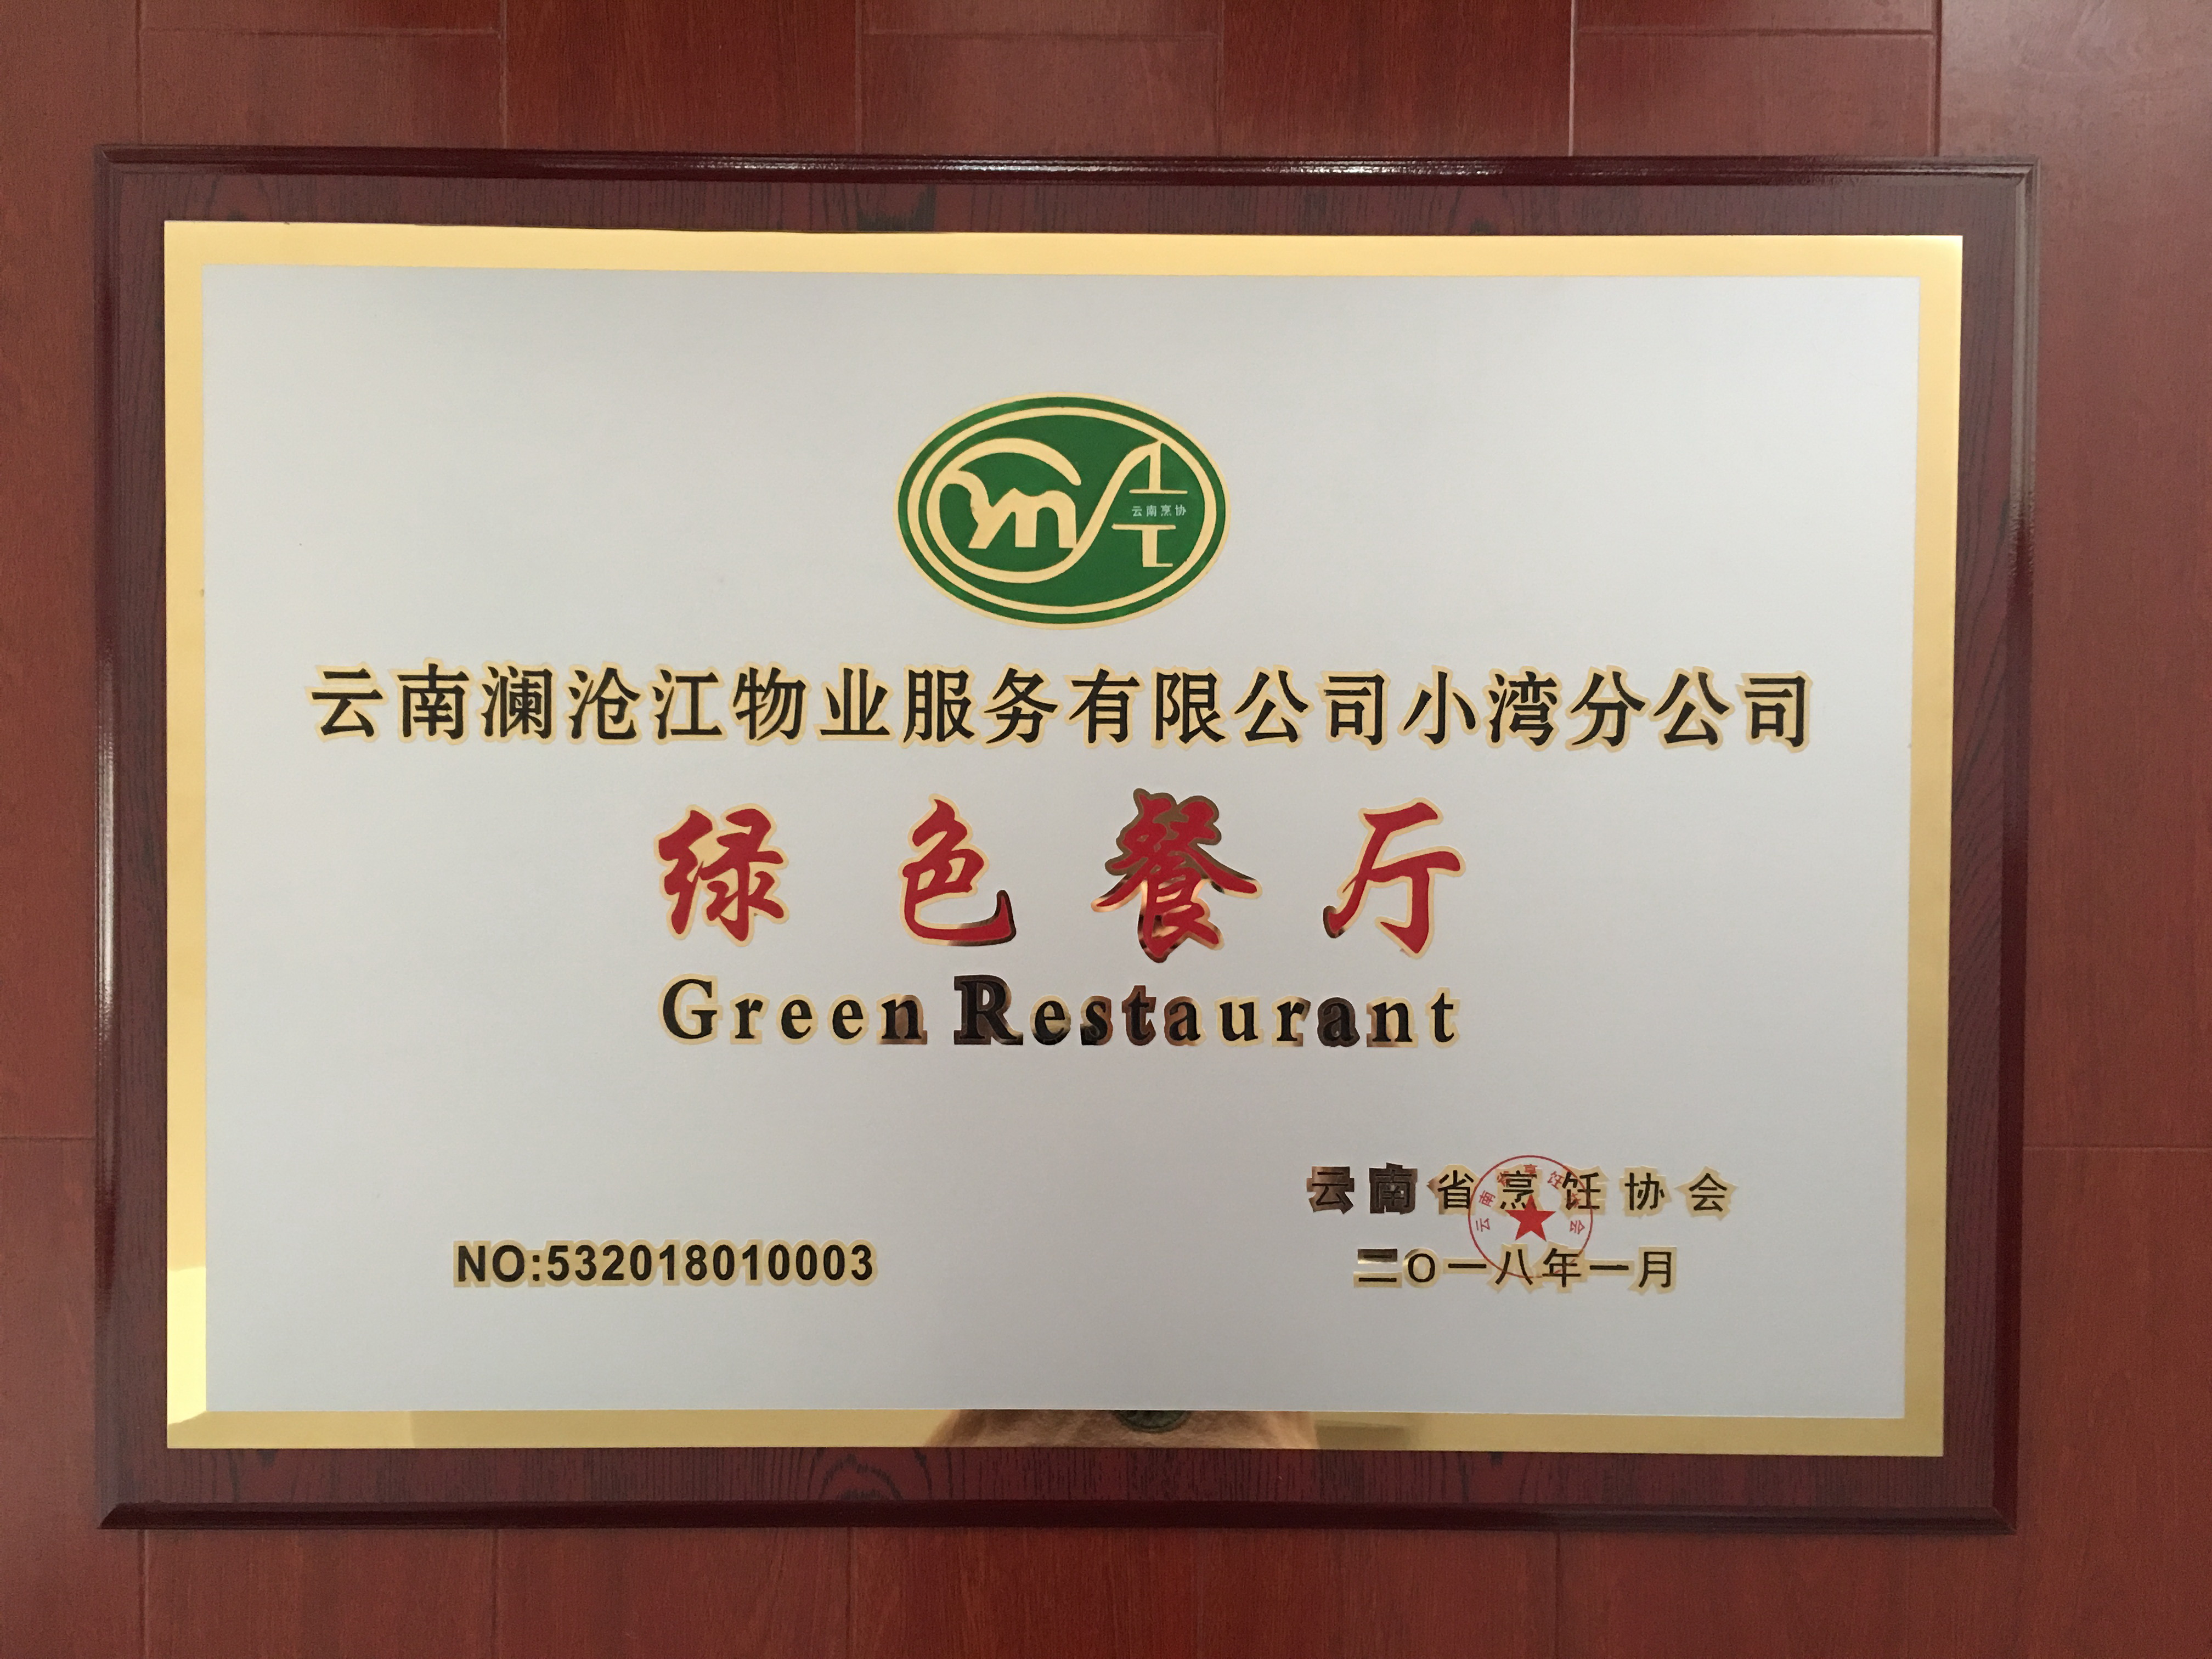 云南烹协
云南澜沧江物业服务有限公司小湾分公司
绿色餐厅
Green Restaurant
云南省烹饪协会
NO:532018010003
二O一八年一月